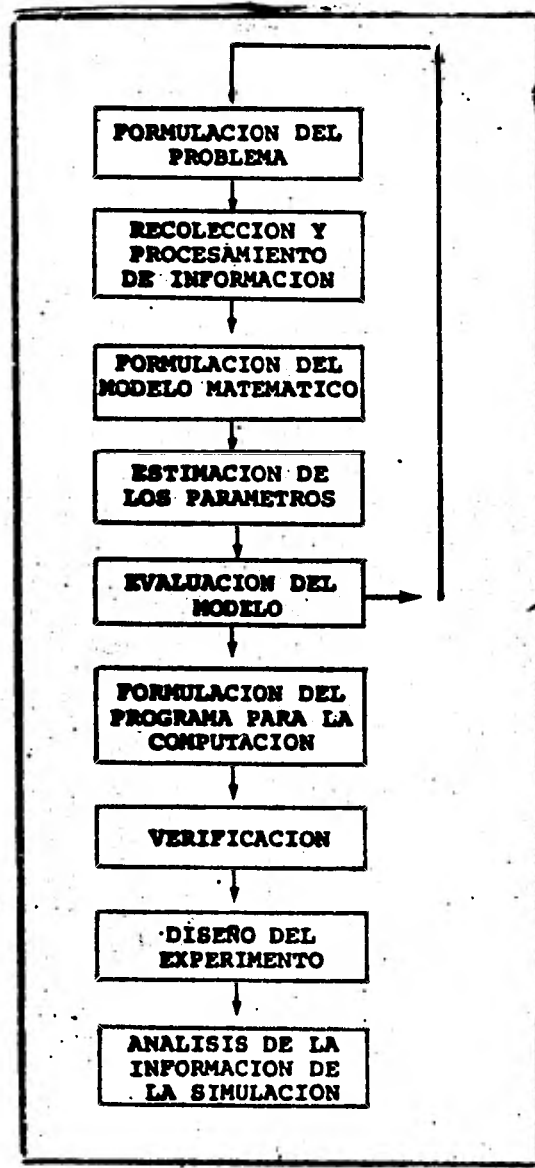 FORMULACION DEL
PROBLEMA
RECOLECCION Y
PROCESAMIENTO
DE INFORMACION
FORMULACION DEL
MODELO MATEMATICO
ESTIMACION DE
LOS PARAMETROS
EVALUACION DEL
MODELO
FORMULACION DEL
PROGRAMA PARA LA
COMPUTACION
VERIFICACION
DISEÑO DEL
EXPERIMENTO
ANALISIS DE LA
INFORMACION DE
LA SIMULACION